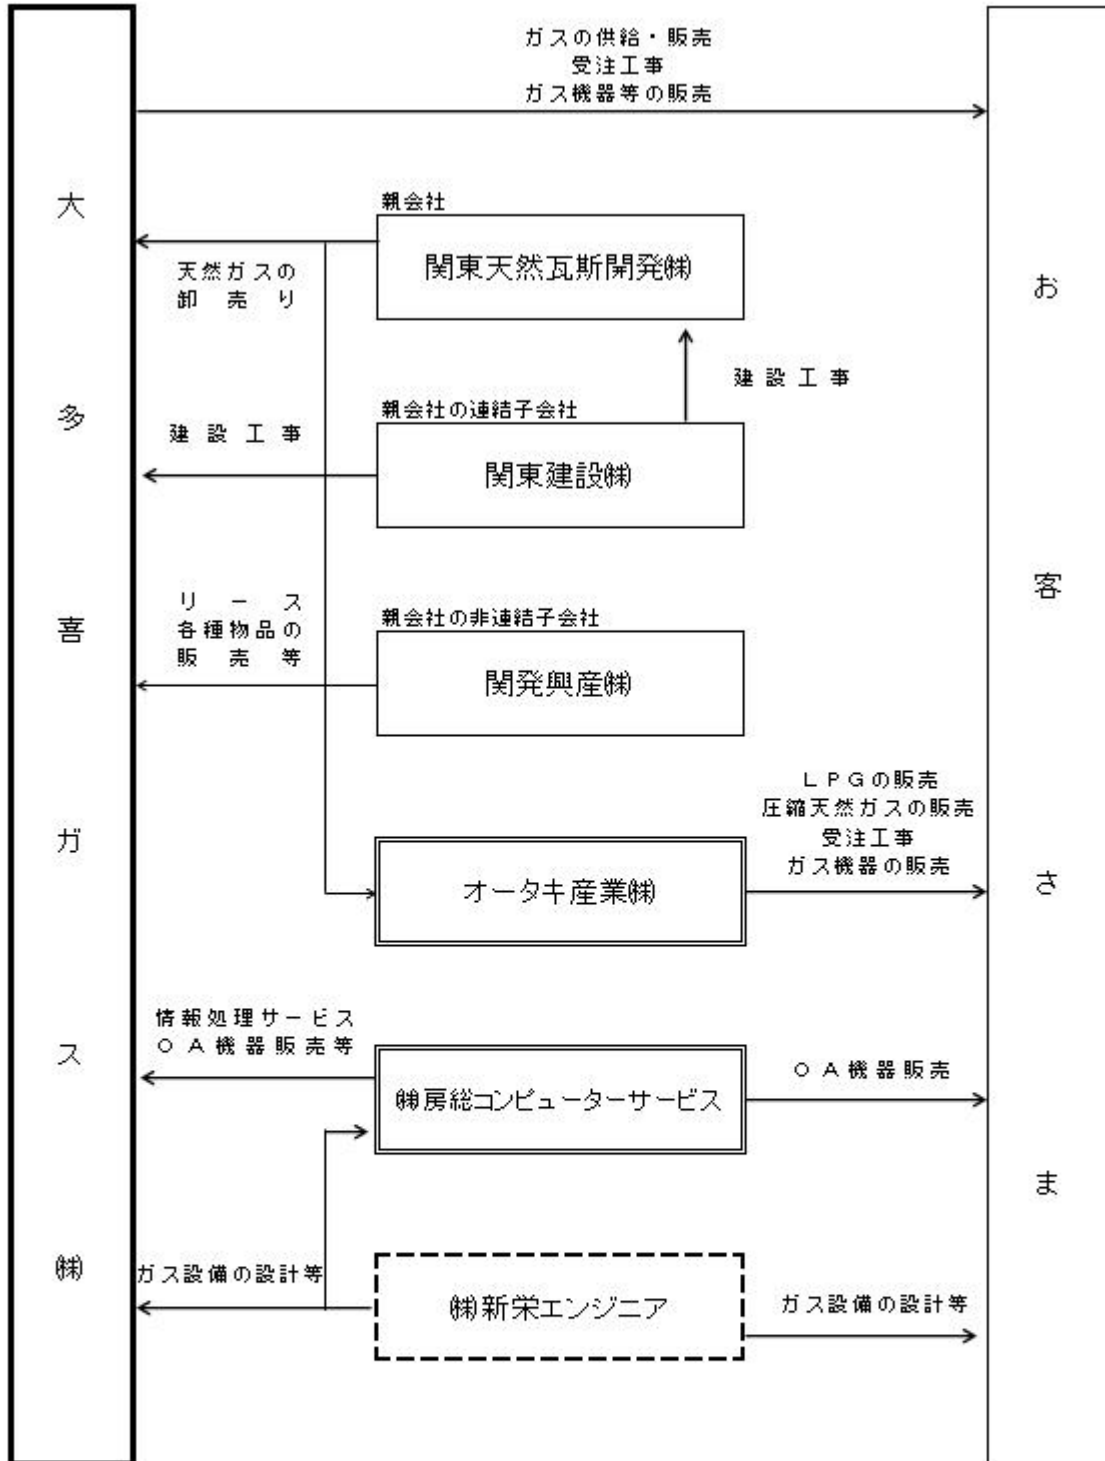 ガスの供給・販売
受注工事
ガス機器等の販売
大多喜ガス㈱
お客さま
親会社
関東天然瓦斯開発㈱
天然ガスの
卸売り
建設工事
親会社の連結子会社
関東建設㈱
建設工事
親会社の非連結子会社
関発興産㈱
リース
各種物品の
販売等
LPGの販売
圧縮天然ガスの販売
受注工事
ガス機器の販売
オータキ産業㈱
情報処理サービス
OA機器販売等
㈱房総コンピューターサービス
OA機器販売
ガス設備の設計等
㈱新栄エンジニア
ガス設備の設計等